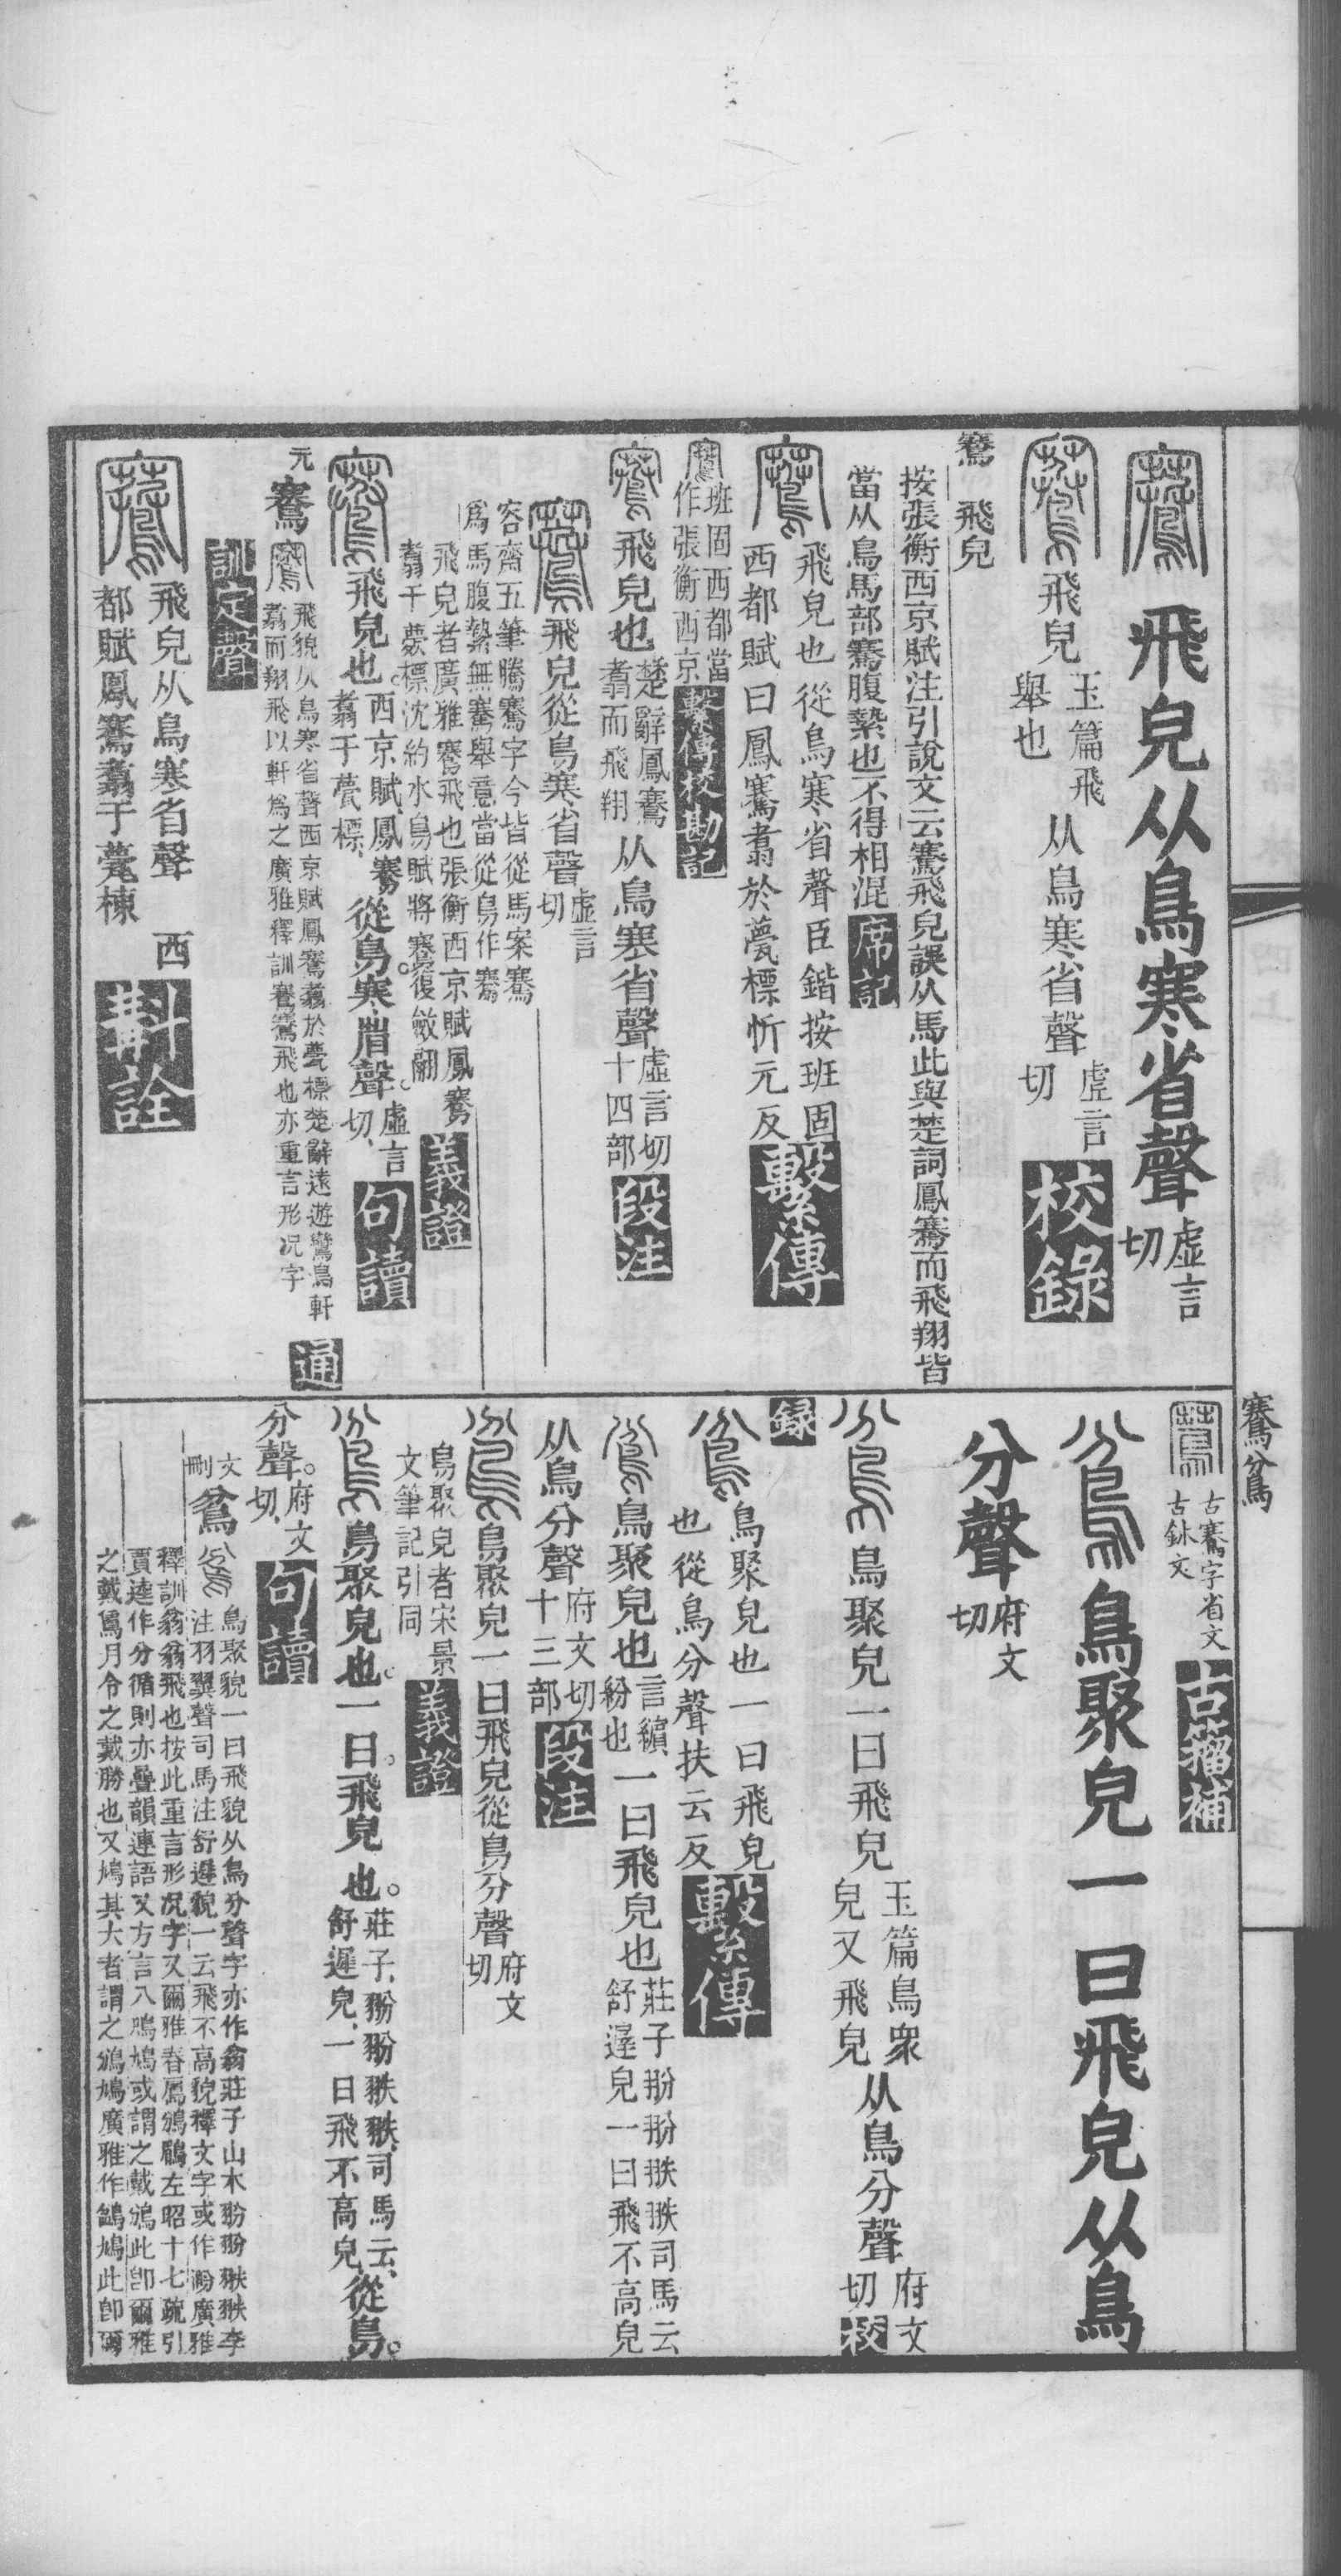 飛皃从鳥寒省聲 虛言切
飛皃 玉篇飛舉也 从鳥寒省聲 虛言切 校錄
鶱 飛皃
按張衡西京賦注引說文云鶱飛皃誤从馬此與楚詞鳳鶱而飛翔皆
當从鳥馬部騫腹縶也不得相混 席記
飛皃也從鳥寒省聲臣鍇按班固
西都賦曰鳳鶱翥於甍標忻元反 繫傳
班固西都當作張衡西京 繫傳校勘記
飛皃也 楚辭鳳鶱翥而飛翔 从鳥寒省聲 虛言切十四部 段注
飛皃從鳥寒省聲 虛言切
容齋五筆騰鶱字今皆從馬案騫
爲馬腹縶無鶱舉意當從鳥作鶱
飛皃者廣雅鶱飛也張衡西京賦鳳鶱
翥于甍標沈約水鳥賦將鶱復斂翮 義證
飛皃也。西京賦、鳳鶱翥于甍標、從鳥。寒省聲。虛言切、句讀
元 鶱 飛貌从鳥寒省聲西京賦鳳鶱翥於甍標楚辭遠遊鸞鳥軒
翥而翔飛以軒爲之廣雅釋訓鶱鶱飛也亦重言形况字 通
訓定聲
飛皃从鳥寒省聲 西
都賦鳳鶱翥于甍棟 斠詮
鶱鳻
古鶱字省文古鉥文 古籀補
鳥聚皃一曰飛皃从鳥
分聲 府文切
鳥聚皃一曰飛皃 玉篇鳥衆皃又飛皃 从鳥分聲 府文切 校
録
鳥聚皃也一曰飛皃
也從鳥分聲扶云反 繫傳
鳥聚皃也 言繽紛也 一曰飛皃也 莊子翂翂翐翐司馬云舒遲皃一曰飛不高皃
从鳥分聲 府文切十三部 段注
鳥聚皃一曰飛皃從鳥分聲 府文切
鳥聚皃者宋景文筆記引同 義證
鳥聚皃也。一曰。飛皃也。莊子、翂翂翐翐、司馬云、舒遲皃、一曰飛不高皃、從鳥。
分聲。府文切、句讀
文刪 鳻 鳥聚貌一曰飛貌从鳥分聲字亦作翁莊子山木翂翂翐翐李
注羽翼聲司馬注舒遲貌一云飛不高貌釋文字或作溤廣雅
釋訓翁翁飛也按此重言形况字又爾雅春鳸鳻鶞左昭十七疏引
賈逵作分循則亦疊韻連語又方言八鳲鳩或謂之戴鳻此卽爾雅
之戴鵀月令之戴勝也又鳩其大者謂之鳻鳩廣雅作鶬鳩此卽爾